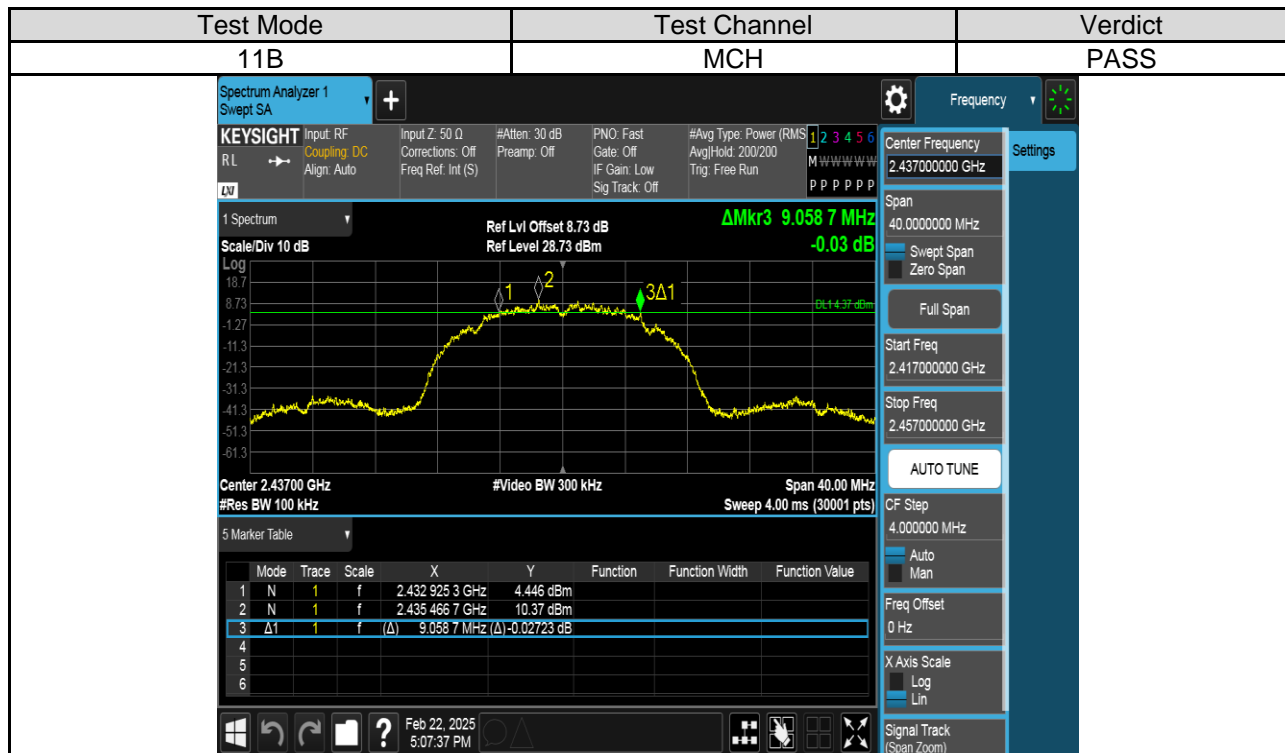 Test Mode Test Channel Verdict
11B MCH PASS
Spectrum Analyzer 1
Swept SA
+
Frequency
KEYSIGHT Input: RF Input Z: 50 Ω #Atten: 30 dB PNO: Fast #Avg Type: Power (RMS 1 2 3 4 5 6
RL Coupling: DC Corrections: Off Preamp: Off Gate: Off Avg|Hold: 200/200 M W W W W W
Align: Auto Freq Ref: Int (S) IF Gain: Low Trig: Free Run
LXI Sig Track: Off P P P P P P
1 Spectrum
Ref Lvl Offset 8.73 dB ΔMkr3 9.058 7 MHz
Scale/Div 10 dB Ref Level 28.73 dBm -0.03 dB
Log
18.7
8.73
-1.27
-11.3
-21.3
-31.3
-41.3
-51.3
-61.3
1 2 3Δ1
DL1 4.37 dBm
Center 2.43700 GHz #Video BW 300 kHz Span 40.00 MHz
#Res BW 100 kHz Sweep 4.00 ms (30001 pts)
5 Marker Table
Mode Trace Scale X Y Function Function Width Function Value
1 N 1 f 2.432 925 3 GHz 4.446 dBm
2 N 1 f 2.435 466 7 GHz 10.37 dBm
3 Δ1 1 f (Δ) 9.058 7 MHz (Δ) -0.02723 dB
4
5
6
?
Feb 22, 2025
5:07:37 PM
Center Frequency
2.437000000 GHz
Settings
Span
40.0000000 MHz
Swept Span
Zero Span
Full Span
Start Freq
2.417000000 GHz
Stop Freq
2.457000000 GHz
AUTO TUNE
CF Step
4.000000 MHz
Auto
Man
Freq Offset
0 Hz
X Axis Scale
Log
Lin
Signal Track
(Span Zoom)